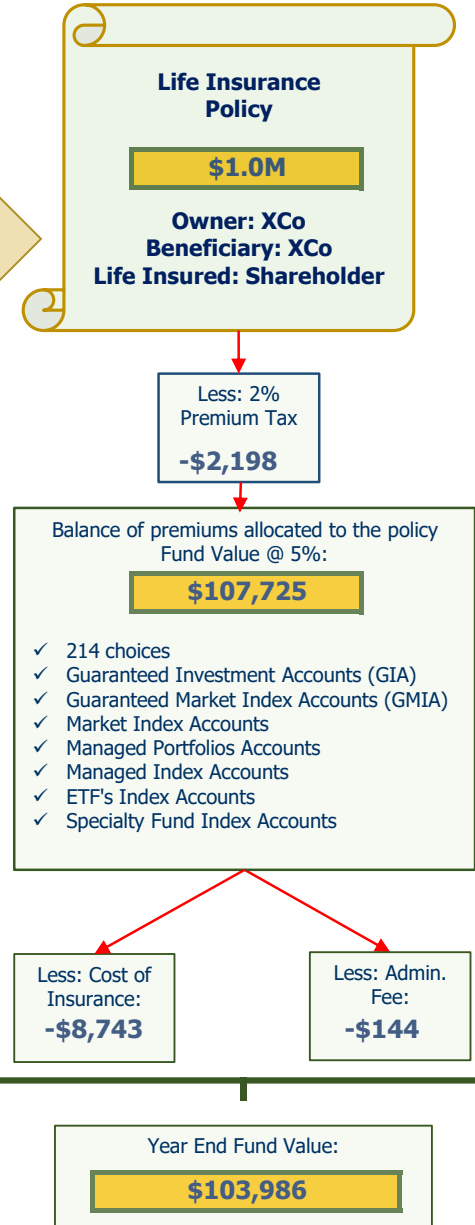 Life Insurance
Policy
$1.0M
Owner: XCo
Beneficiary: XCo
Life Insured: Shareholder
Less: 2%
Premium Tax
-$2,198
Balance of premiums allocated to the policy
Fund Value @ 5%:
$107,725
✓ 214 choices
✓ Guaranteed Investment Accounts (GIA)
✓ Guaranteed Market Index Accounts (GMIA)
✓ Market Index Accounts
✓ Managed Portfolios Accounts
✓ Managed Index Accounts
✓ ETF's Index Accounts
✓ Specialty Fund Index Accounts
Less: Cost of
Insurance:
-$8,743
Less: Admin.
Fee:
-$144
Year End Fund Value:
$103,986